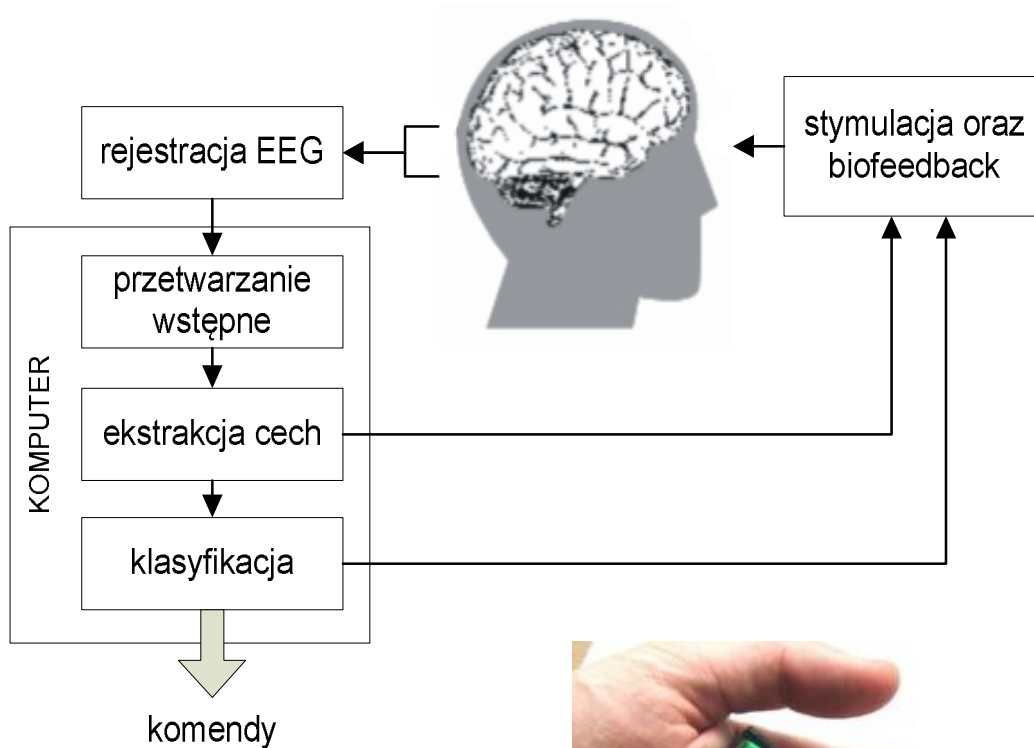 rejestracja EEG
stymulacja oraz
biofeedback
przetwarzanie
wstępne
KOMPUTER
ekstrakcja cech
klasyfikacja
komendy